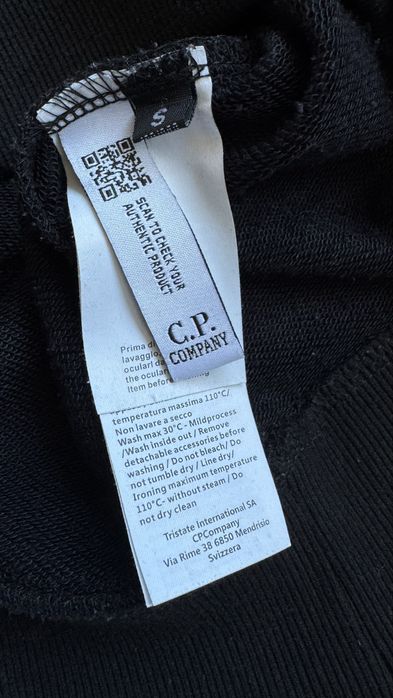 S
SCAN TO CHECK YOUR
AUTHENTIC PRODUCT
C.P.
COMPANY
Prima di
lavaggio
oculari da
the ocular
Item before
temperatura massima 110°C/
Non lavare a secco
Wash max 30°C - Mildprocess
/Wash inside out / Remove
detachable accessories before
washing / Do not bleach/ Do
not tumble dry / Line dry/
Ironing maximum temperature
110°C- without steam / Do
not dry clean
Tristate International SA
CPCompany
Via Rime 38 6850 Mendrisio
Svizzera